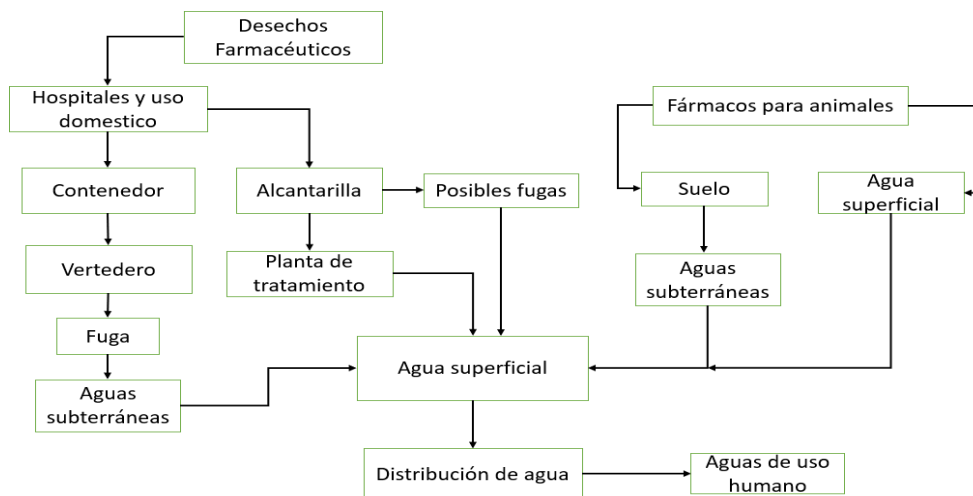 Desechos
Farmacéuticos
Hospitales y uso
domestico
Fármacos para animales
Contenedor
Alcantarilla
Posibles fugas
Suelo
Agua
superficial
Vertedero
Planta de
tratamiento
Aguas
subterráneas
Fuga
Agua superficial
Aguas
subterráneas
Distribución de agua
Aguas de uso
humano